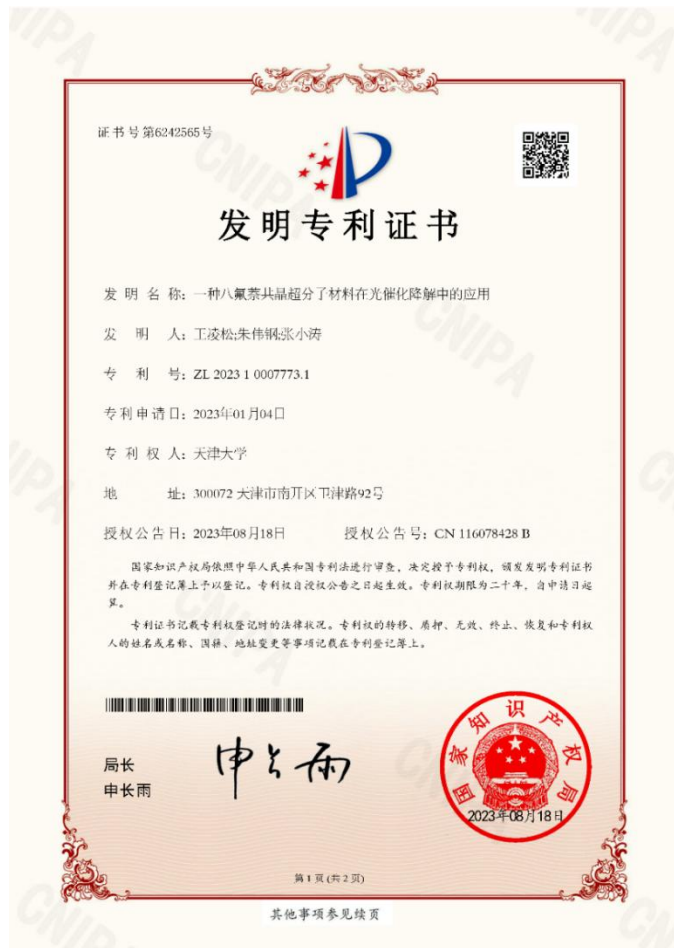 证书号第6242565号
发明专利证书
发明名称：一种八氟萘共晶超分子材料在光催化降解中的应用
发明人：王凌松;朱伟钢;张小涛
专利号：ZL 2023 1 0007773.1
专利申请日：2023年01月04日
专利权人：天津大学
地址：300072 天津市南开区卫津路92号
授权公告日：2023年08月18日 授权公告号：CN 116078428 B
国家知识产权局依照中华人民共和国专利法进行审查，决定授予专利权，颁发发明专利证书
并在专利登记簿上予以登记。专利权自授权公告之日起生效。专利权期限为二十年，自申请日起
算。
专利证书记载专利权登记时的法律状况。专利权的转移、质押、无效、终止、恢复和专利权
人的姓名或名称、国籍、地址变更等事项记载在专利登记簿上。
局长
申长雨
申长雨
国家知识产权局
2023年08月18日
第 1 页 (共 2 页)
其他事项参见续页
CNIPA
CNIPA
CNIPA
CNIPA
CNIPA
CNIPA